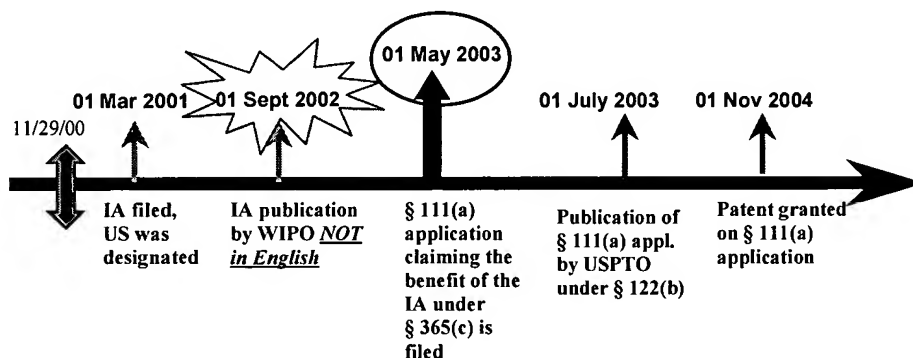 01 May 2003
01 Mar 2001
01 Sept 2002
01 July 2003
01 Nov 2004
11/29/00
IA filed,
US was
designated
IA publication
by WIPO NOT
in English
§ 111(a)
application
claiming the
benefit of the
IA under
§ 365(c) is
filed
Publication of
§ 111(a) appl.
by USPTO
under § 122(b)
Patent granted
on § 111(a)
application